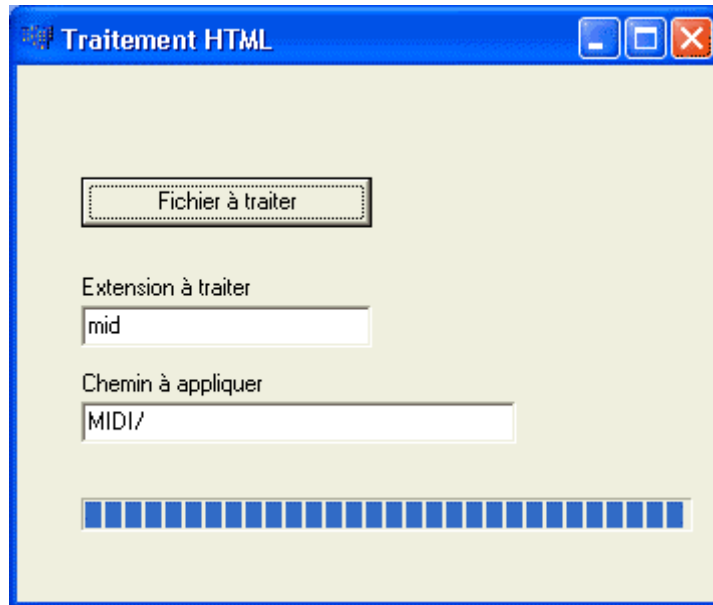 Traitement HTML
Fichier à traiter
Extension à traiter
mid
Chemin à appliquer
MIDI/